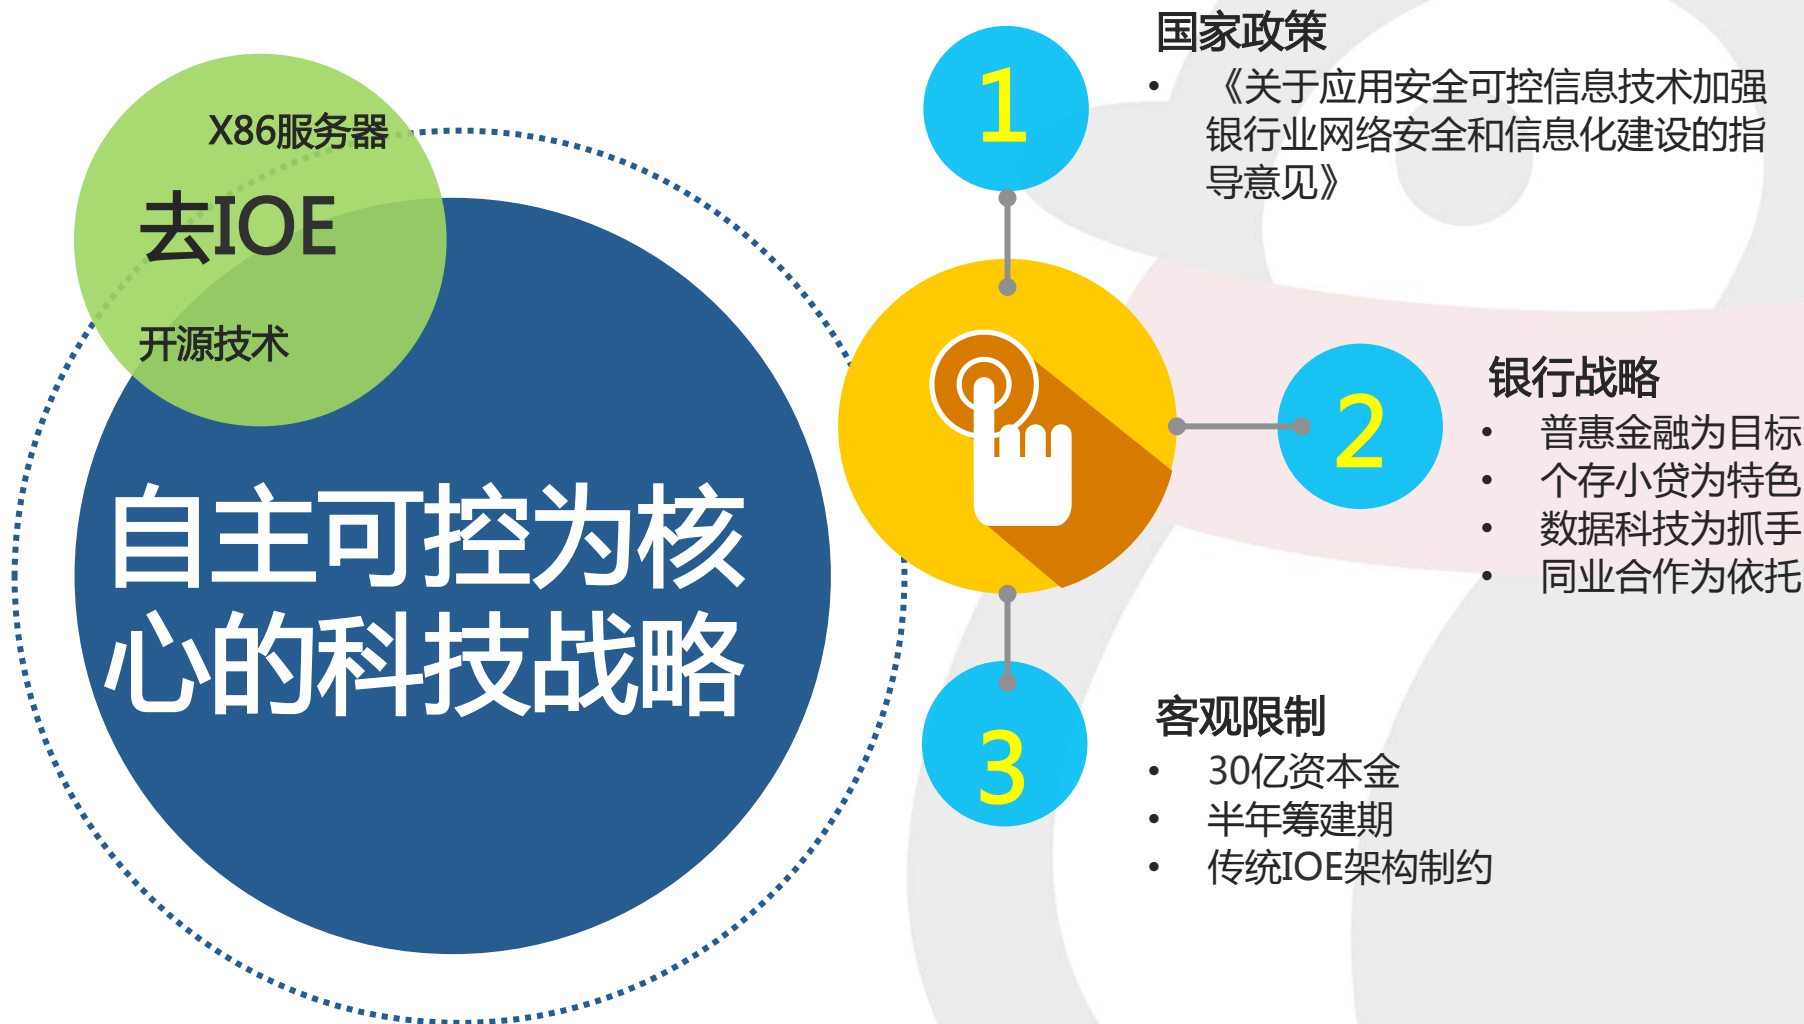 X86服务器
去IOE
开源技术
自主可控为核
心的科技战略
1
国家政策
• 《关于应用安全可控信息技术加强
银行业网络安全和信息化建设的指
导意见》
2
银行战略
• 普惠金融为目标
• 个存小贷为特色
• 数据科技为抓手
• 同业合作为依托
3
客观限制
• 30亿资本金
• 半年筹建期
• 传统IOE架构制约